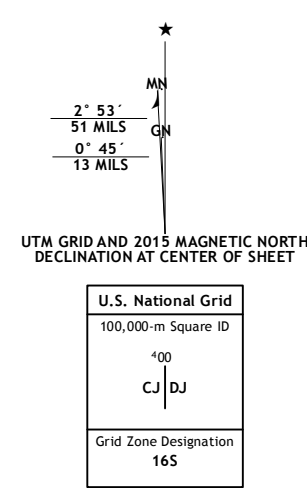 ★
MN
2° 53´
51 MILS
GN
0° 45´
13 MILS
UTM GRID AND 2015 MAGNETIC NORTH
DECLINATION AT CENTER OF SHEET
U.S. National Grid
100,000-m Square ID
⁴00
CJ DJ
Grid Zone Designation
16S